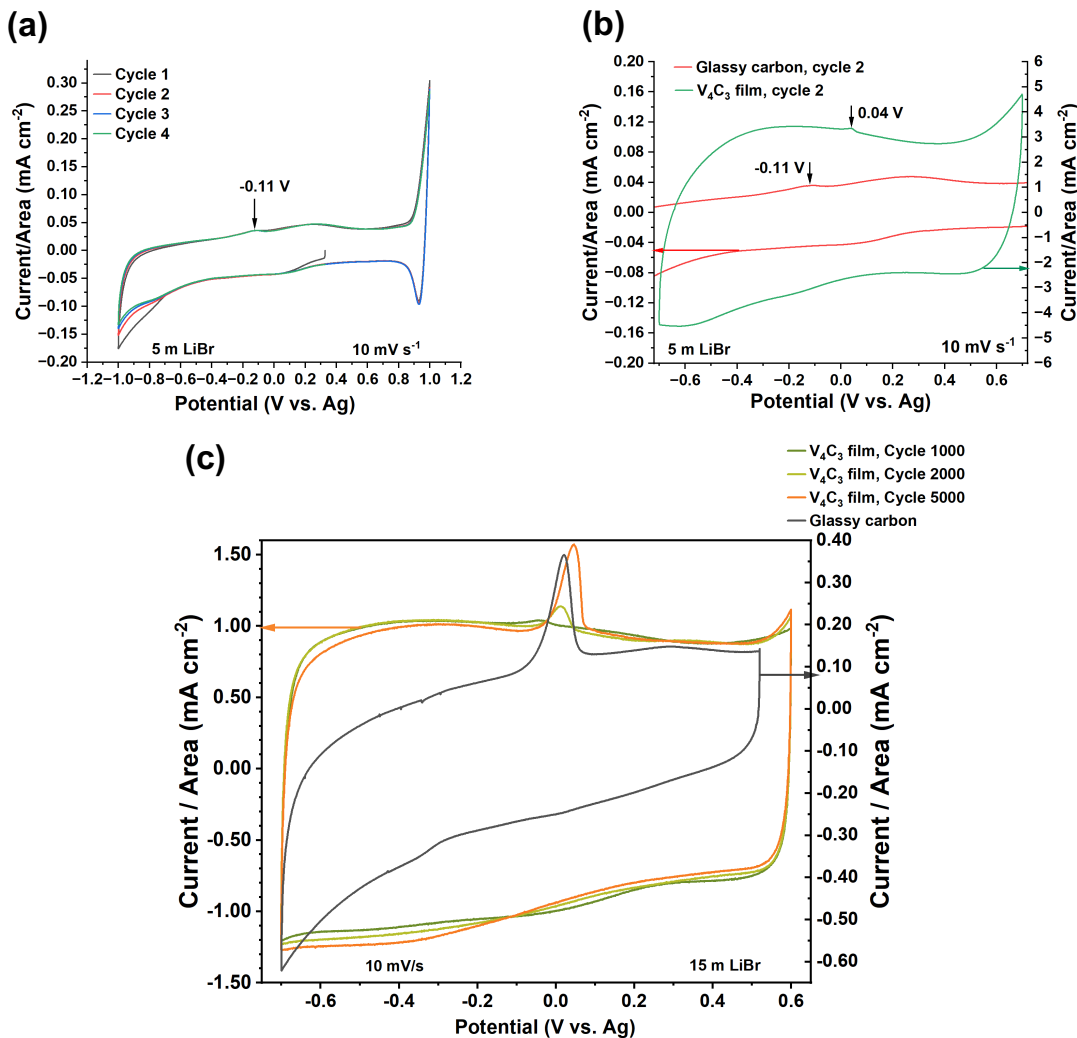 (a)
Cycle 1
Cycle 2
Cycle 3
Cycle 4
-0.11 V
0.30
0.25
0.20
0.15
0.10
0.05
0.00
−0.05
−0.10
−0.15
−0.20
Current/Area (mA cm⁻²)
5 m LiBr
10 mV s⁻¹
−1.2 −1.0 −0.8 −0.6 −0.4 −0.2 0.0 0.2 0.4 0.6 0.8 1.0 1.2
Potential (V vs. Ag)
(b)
Glassy carbon, cycle 2
V₄C₃ film, cycle 2
0.04 V
-0.11 V
0.20
0.16
0.12
0.08
0.04
0.00
−0.04
−0.08
−0.12
−0.16
−0.20
Current/Area (mA cm⁻²)
6
5
4
3
2
1
0
−1
−2
−3
−4
−5
−6
Current/Area (mA cm⁻²)
5 m LiBr
10 mV s⁻¹
−0.6 −0.4 −0.2 0.0 0.2 0.4 0.6
Potential (V vs. Ag)
(c)
V₄C₃ film, Cycle 1000
V₄C₃ film, Cycle 2000
V₄C₃ film, Cycle 5000
Glassy carbon
1.50
1.00
0.50
0.00
-0.50
-1.00
-1.50
Current / Area (mA cm⁻²)
0.40
0.30
0.20
0.10
0.00
-0.10
-0.20
-0.30
-0.40
-0.50
-0.60
Current / Area (mA cm⁻²)
10 mV/s
15 m LiBr
-0.6 -0.4 -0.2 0.0 0.2 0.4 0.6
Potential (V vs. Ag)